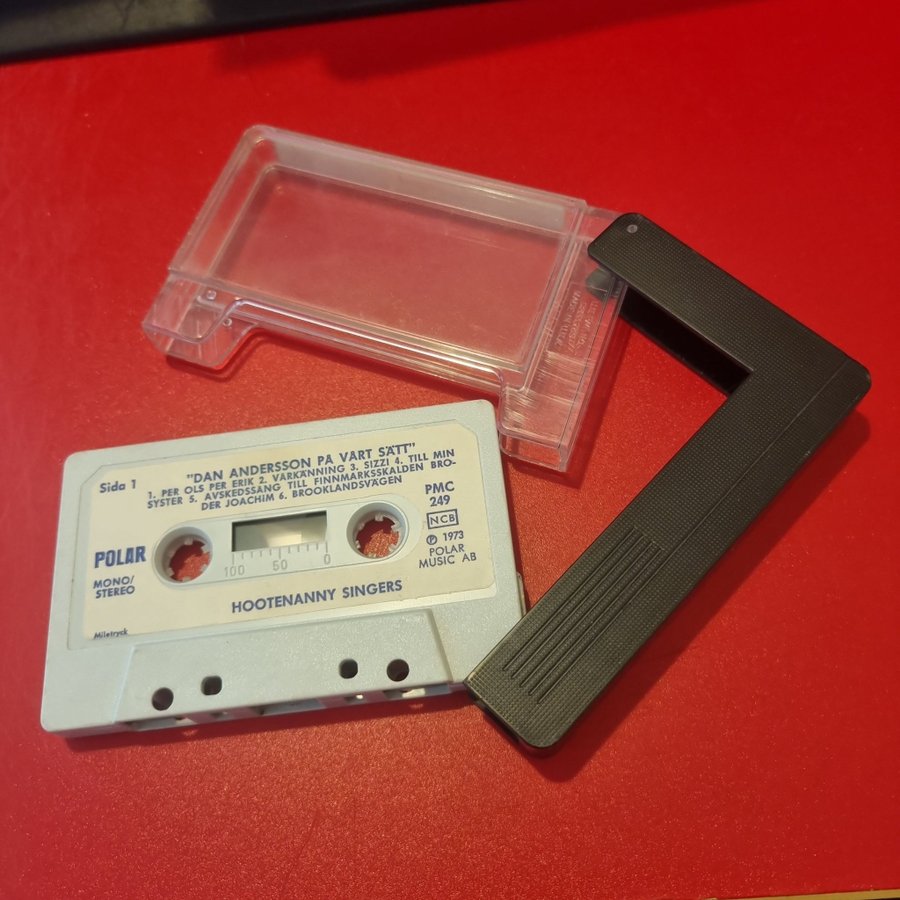 Sida 1
"DAN ANDERSSON PÅ VÅRT SÄTT"
1. PER OLS PER ERIK 2. VÅRKÄNNING 3. SIZZI 4. TILL MIN
SYSTER 5. AVSKEDSSÅNG TILL FINNMARKSSKALDEN BRO-
DER JOACHIM 6. BROOKLANDSVÄGEN
PMC
249
NCB
℗ 1973
POLAR
MUSIC AB
POLAR
MONO/
STEREO
100 50 0
HOOTENANNY SINGERS
Miletryck